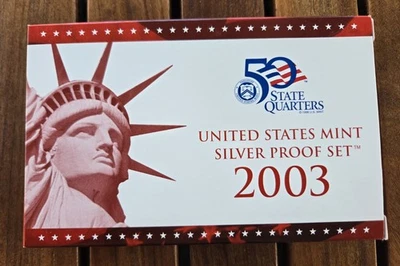 50
STATE
QUARTERS
UNITED STATES MINT
SILVER PROOF SET™
2003